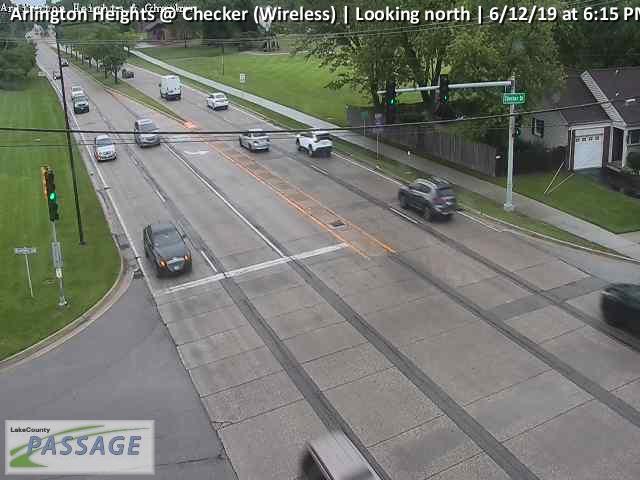 Arlington Heights @ Checker (Wireless) | Looking north | 6/12/19 at 6:15 PM
Checker Dr
LakeCounty
PASSAGE